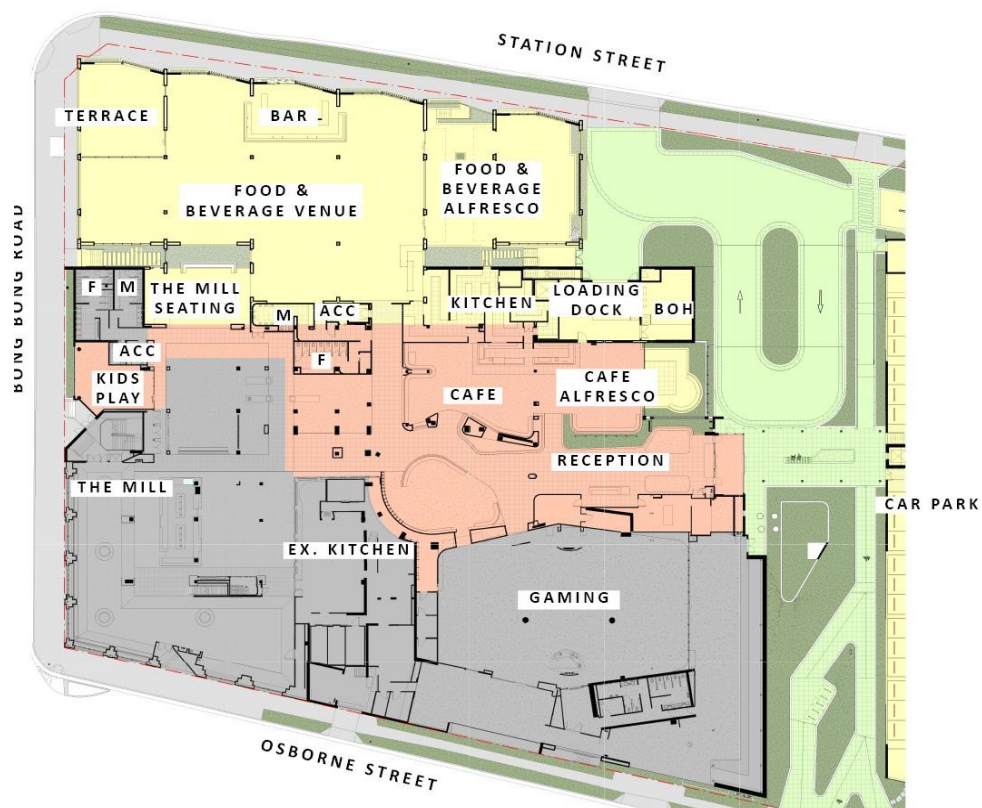 STATION STREET
TERRACE
BAR
FOOD &
BEVERAGE VENUE
FOOD &
BEVERAGE
ALFRESCO
BONG BONG ROAD
F
M
THE MILL
SEATING
M
ACC
KITCHEN
LOADING
DOCK
BOH
ACC
F
KIDS
PLAY
CAFE
CAFE
ALFRESCO
RECEPTION
THE MILL
CAR PARK
EX. KITCHEN
GAMING
OSBORNE STREET